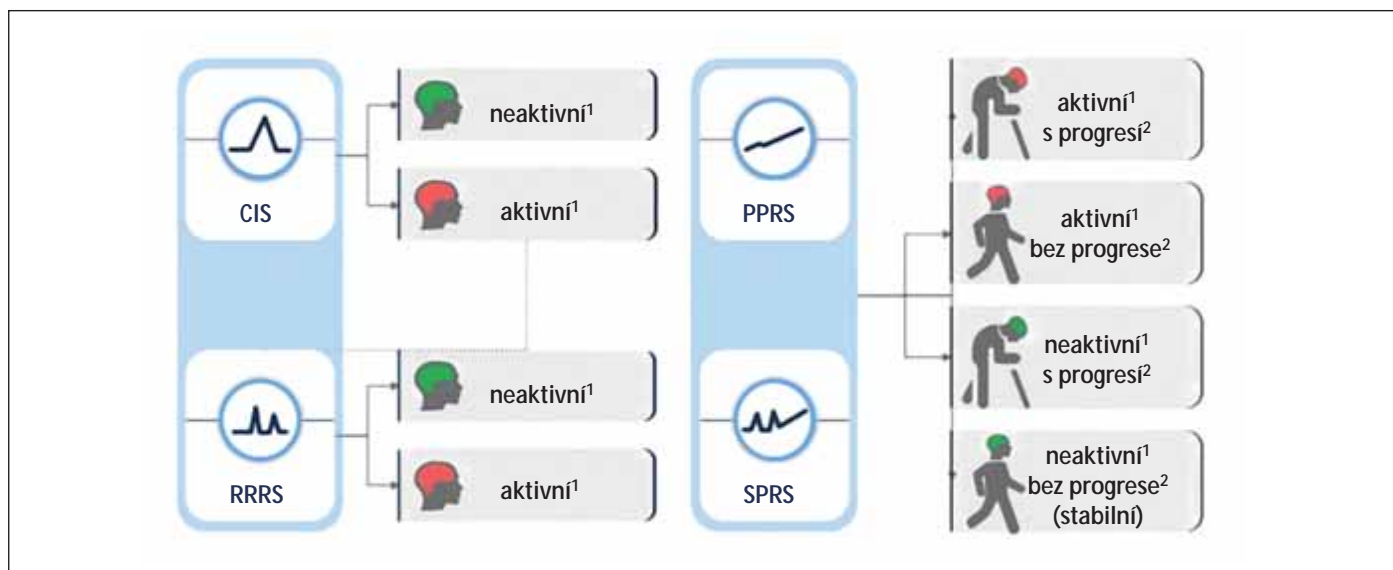 CIS
neaktivní¹
aktivní¹
RRRS
neaktivní¹
aktivní¹
PPRS
SPRS
aktivní¹
s progresí²
aktivní¹
bez progrese²
neaktivní¹
s progresí²
neaktivní¹
bez progrese²
(stabilní)